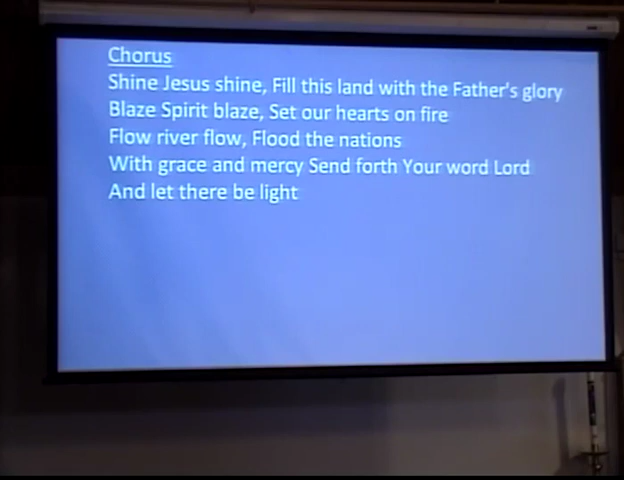 Chorus
Shine Jesus shine, Fill this land with the Father's glory
Blaze Spirit blaze, Set our hearts on fire
Flow river flow, Flood the nations
With grace and mercy Send forth Your word Lord
And let there be light